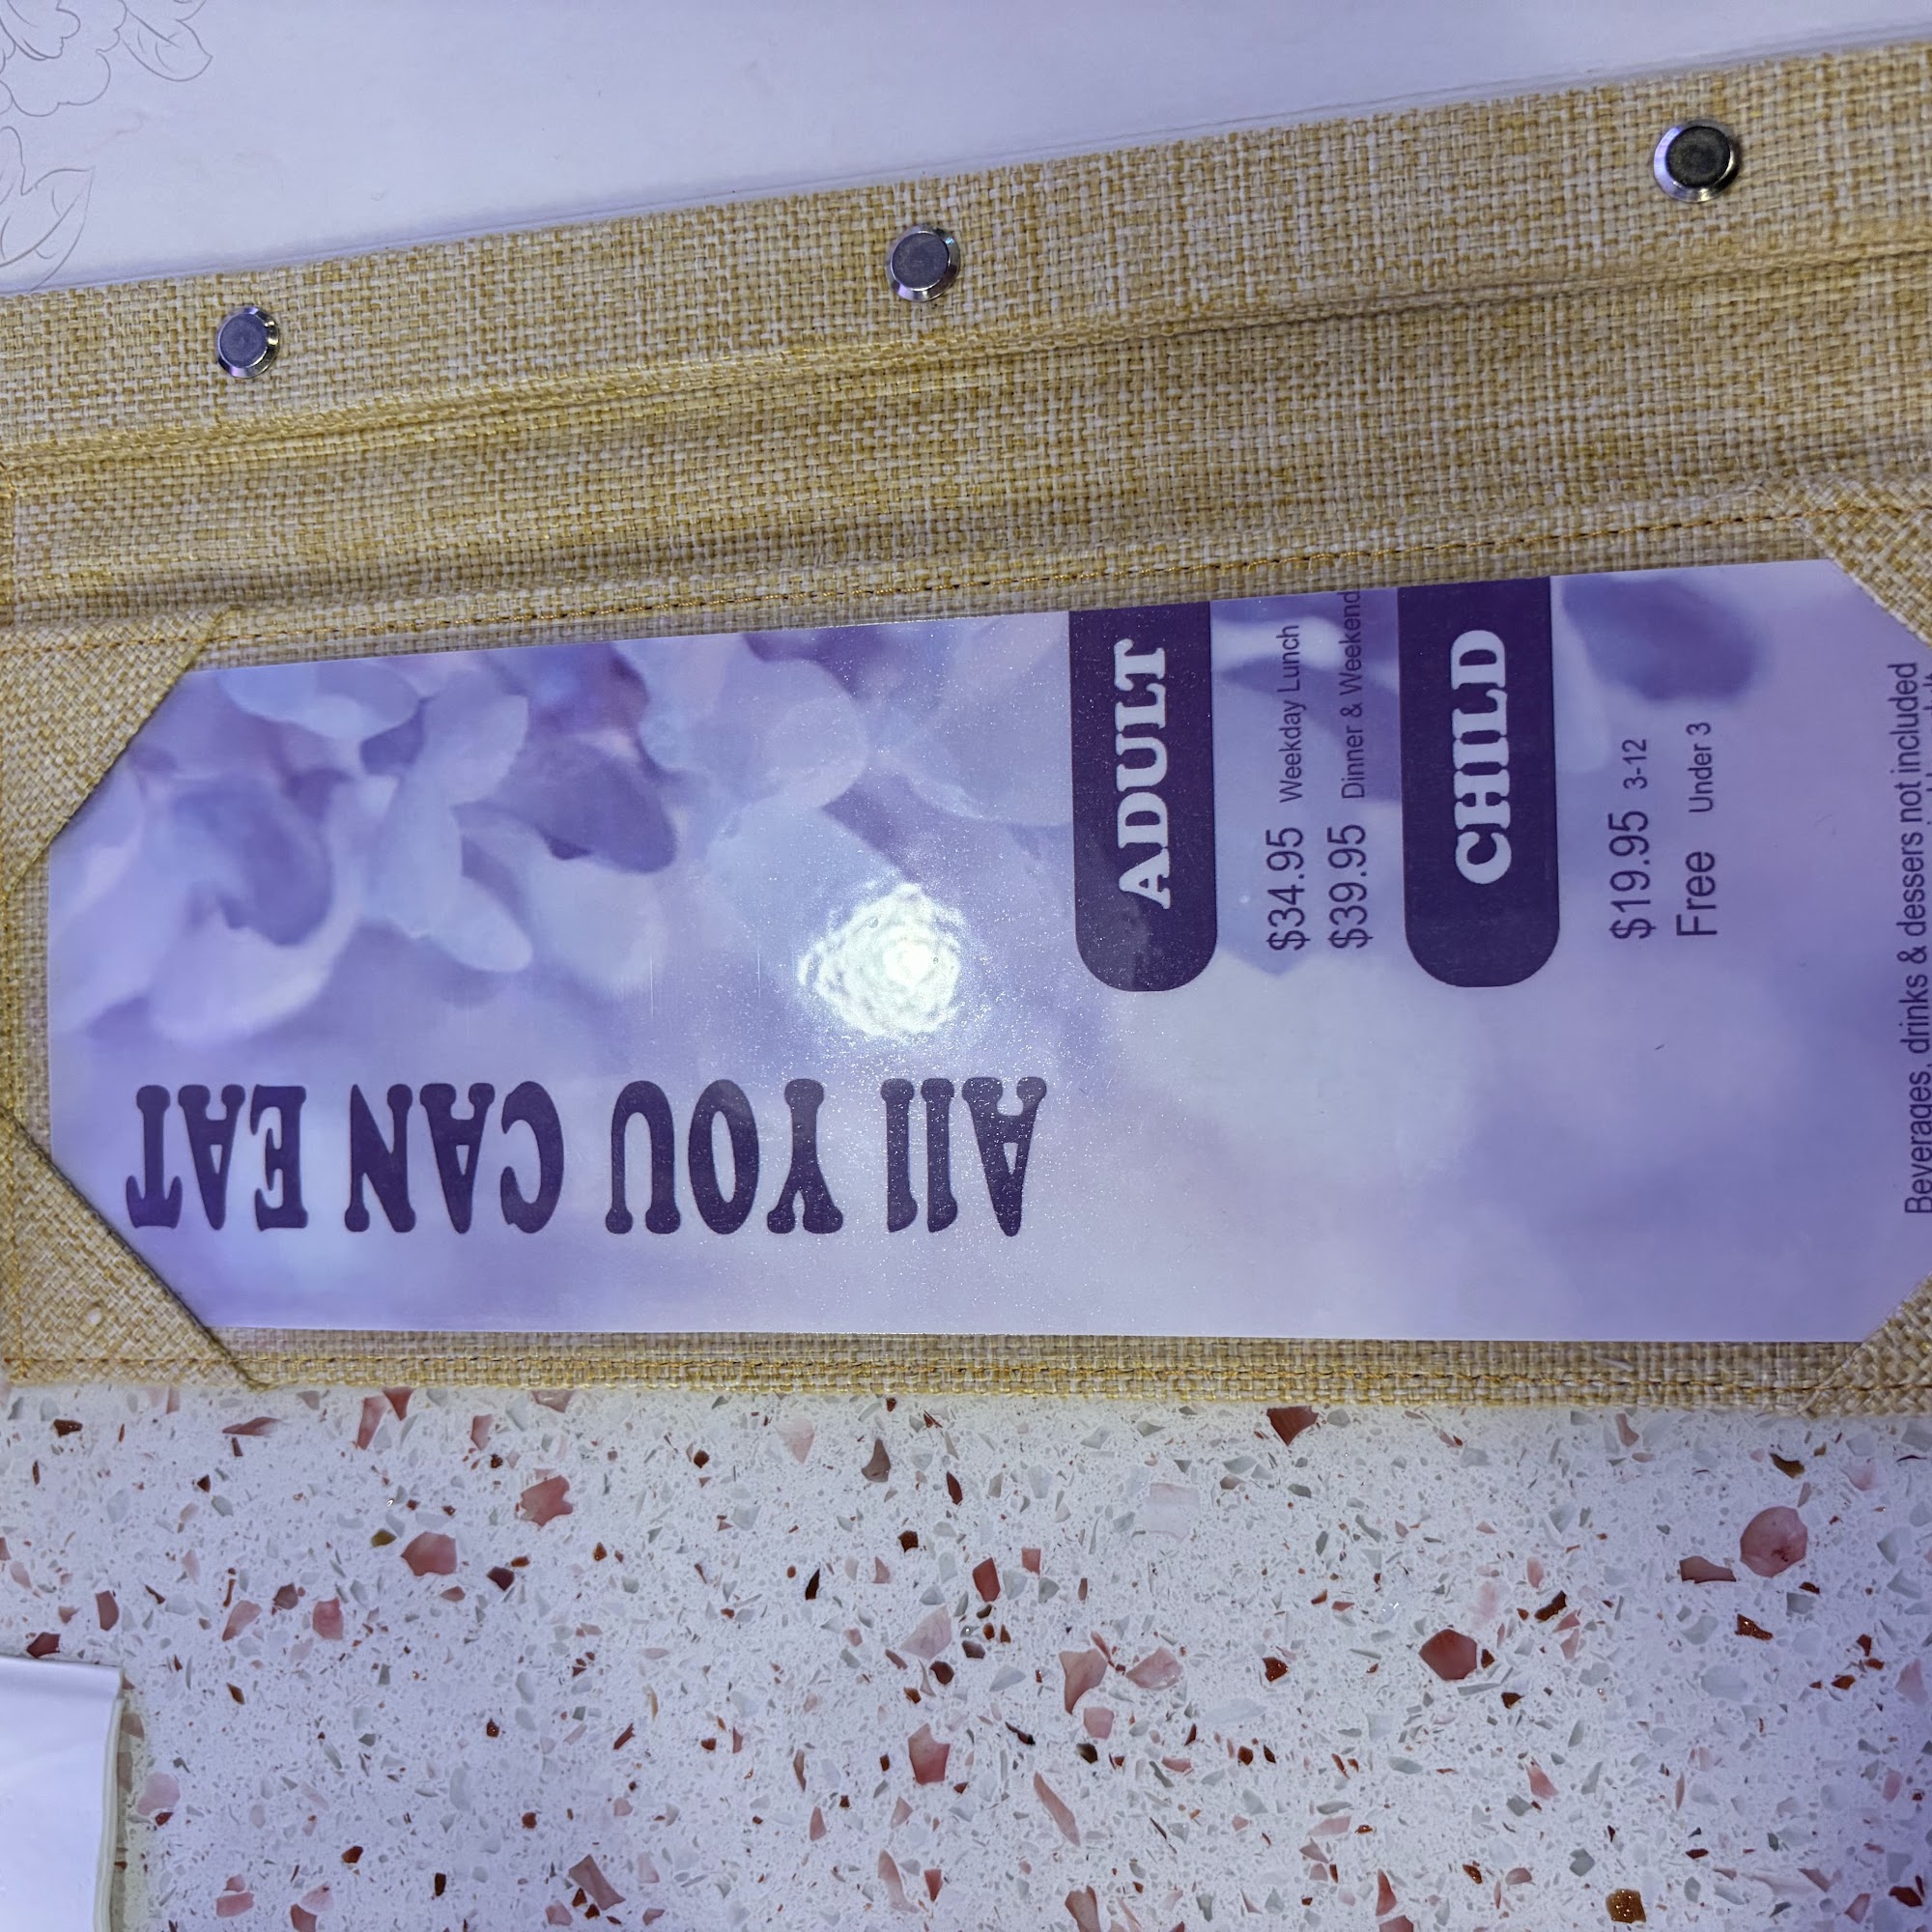 All YOU CAN EAT
ADULT
$34.95 Weekday Lunch
$39.95 Dinner & Weekend
CHILD
$19.95 3-12
Free Under 3
Beverages, drinks & dessers not included